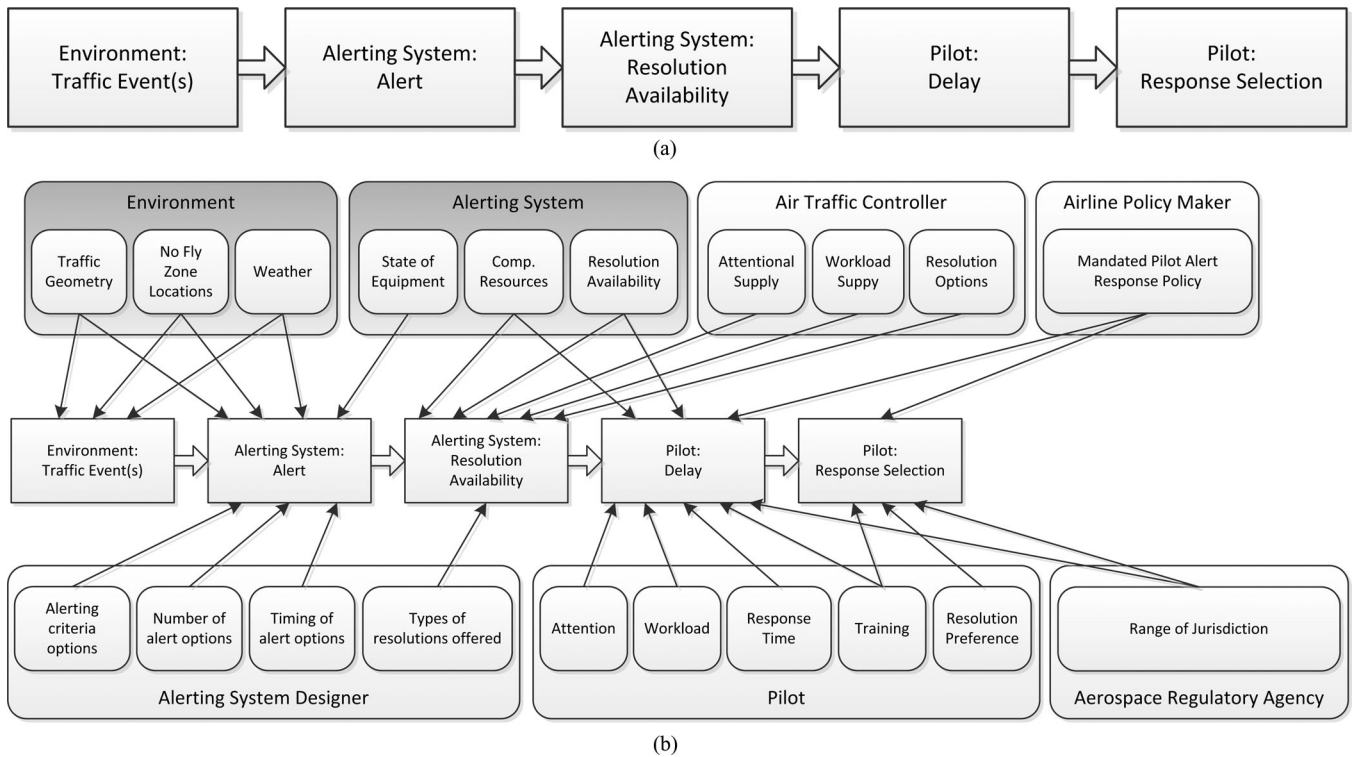 Environment:
Traffic Event(s)
Alerting System:
Alert
Alerting System:
Resolution
Availability
Pilot:
Delay
Pilot:
Response Selection
(a)
Environment
Traffic
Geometry
No Fly
Zone
Locations
Weather
Alerting System
State of
Equipment
Comp.
Resources
Resolution
Availability
Air Traffic Controller
Attentional
Supply
Workload
Suppy
Resolution
Options
Airline Policy Maker
Mandated Pilot Alert
Response Policy
Environment:
Traffic Event(s)
Alerting System:
Alert
Alerting System:
Resolution
Availability
Pilot:
Delay
Pilot:
Response Selection
Alerting
criteria
options
Number of
alert options
Timing of
alert options
Types of
resolutions offered
Alerting System Designer
Attention
Workload
Response
Time
Training
Resolution
Preference
Pilot
Range of Jurisdiction
Aerospace Regulatory Agency
(b)